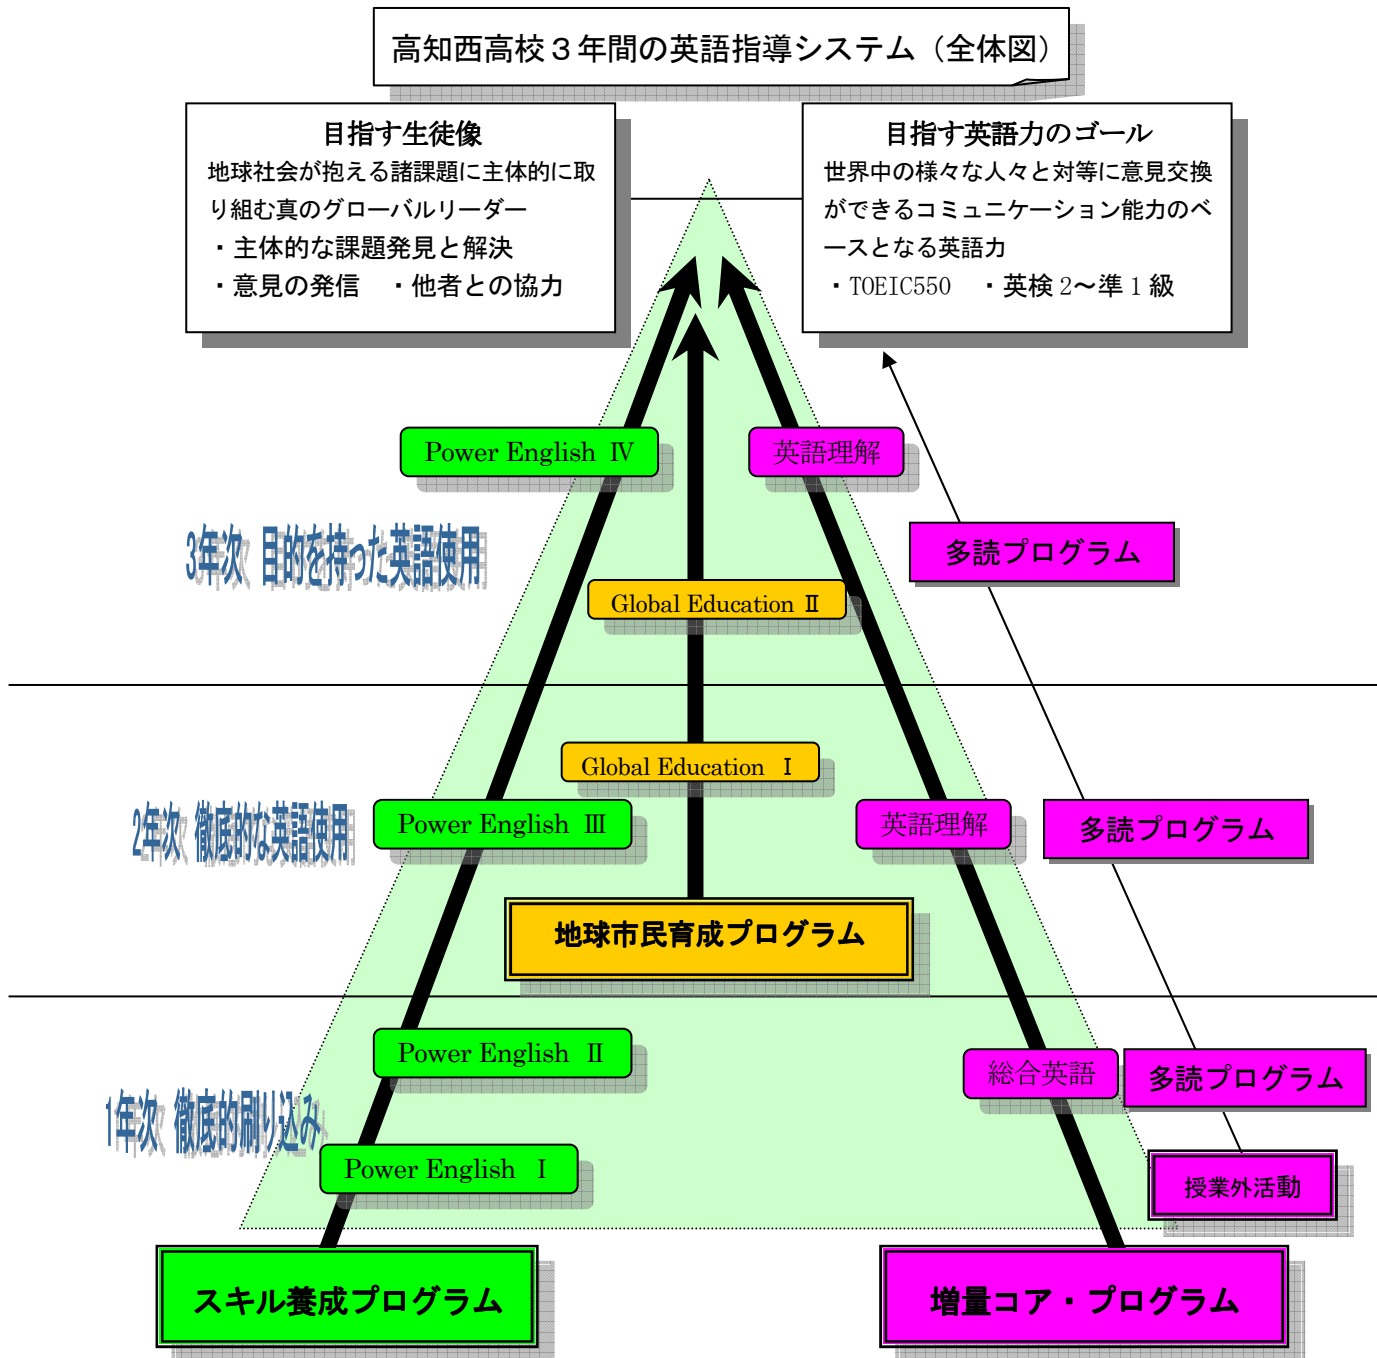 高知西高校３年間の英語指導システム（全体図）
目指す生徒像
地球社会が抱える諸課題に主体的に取
り組む真のグローバルリーダー
・主体的な課題発見と解決
・意見の発信　・他者との協力
目指す英語力のゴール
世界中の様々な人々と対等に意見交換
ができるコミュニケーション能力のベ
ースとなる英語力
・TOEIC550　・英検 2～準 1 級
Power English Ⅳ
英語理解
3年次 目的を持った英語使用
多読プログラム
Global Education Ⅱ
Global Education Ⅰ
2年次 徹底的な英語使用
Power English Ⅲ
英語理解
多読プログラム
地球市民育成プログラム
Power English Ⅱ
総合英語
多読プログラム
1年次 徹底的刷り込み
Power English Ⅰ
授業外活動
スキル養成プログラム
増量コア・プログラム